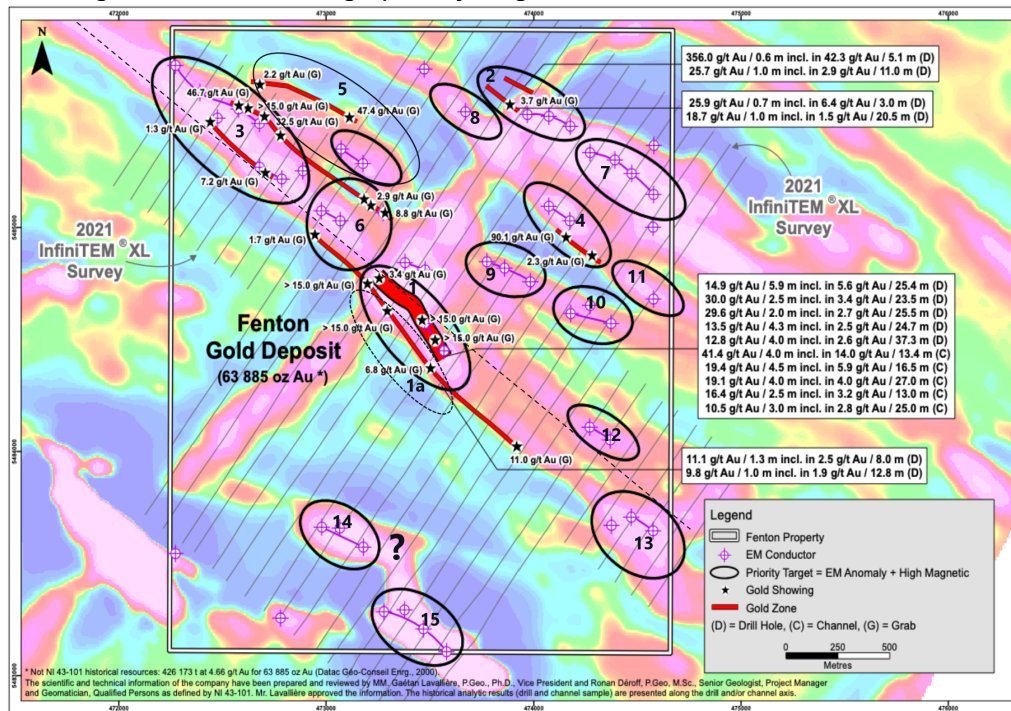 472000 473000 474000 475000 476000
N
2.2 g/t Au (G)
5
46.7 g/t Au (G)
> 15.0 g/t Au (G)
47.4 g/t Au (G)
3
32.5 g/t Au (G)
1.3 g/t Au (G)
7.2 g/t Au (G)
2
3.7 g/t Au (G)
8
356.0 g/t Au / 0.6 m incl. in 42.3 g/t Au / 5.1 m (D)
25.7 g/t Au / 1.0 m incl. in 2.9 g/t Au / 11.0 m (D)
25.9 g/t Au / 0.7 m incl. in 6.4 g/t Au / 3.0 m (D)
18.7 g/t Au / 1.0 m incl. in 1.5 g/t Au / 20.5 m (D)
7
2021
InfiniTEM ® XL
Survey
2021
InfiniTEM ® XL
Survey
2.9 g/t Au (G)
8.8 g/t Au (G)
6
1.7 g/t Au (G)
4
90.1 g/t Au (G)
2.3 g/t Au (G)
9
11
10
5485000
3.4 g/t Au (G)
1
> 15.0 g/t Au (G)
> 15.0 g/t Au (G)
> 15.0 g/t Au (G)
> 15.0 g/t Au (G)
Fenton
Gold Deposit
(63 885 oz Au *)
6.8 g/t Au (G)
1a
11.0 g/t Au (G)
14.9 g/t Au / 5.9 m incl. in 5.6 g/t Au / 25.4 m (D)
30.0 g/t Au / 2.5 m incl. in 3.4 g/t Au / 23.5 m (D)
29.6 g/t Au / 2.0 m incl. in 2.7 g/t Au / 25.5 m (D)
13.5 g/t Au / 4.3 m incl. in 2.5 g/t Au / 24.7 m (D)
12.8 g/t Au / 4.0 m incl. in 2.6 g/t Au / 37.3 m (D)
41.4 g/t Au / 4.0 m incl. in 14.0 g/t Au / 13.4 m (C)
19.4 g/t Au / 4.5 m incl. in 5.9 g/t Au / 16.5 m (C)
19.1 g/t Au / 4.0 m incl. in 4.0 g/t Au / 27.0 m (C)
16.4 g/t Au / 2.5 m incl. in 3.2 g/t Au / 13.0 m (C)
10.5 g/t Au / 3.0 m incl. in 2.8 g/t Au / 25.0 m (C)
12
5484000
11.1 g/t Au / 1.3 m incl. in 2.5 g/t Au / 8.0 m (D)
9.8 g/t Au / 1.0 m incl. in 1.9 g/t Au / 12.8 m (D)
14
?
13
15
Legend
Fenton Property
EM Conductor
Priority Target = EM Anomaly + High Magnetic
Gold Showing
Gold Zone
(D) = Drill Hole, (C) = Channel, (G) = Grab
0 250 500
Metres
5483000
* Not NI 43-101 historical resources: 426 173 t at 4.66 g/t Au for 63 885 oz Au (Datac Géo-Conseil Enrg., 2000).
The scientific and technical information of the company have been prepared and reviewed by MM. Gaétan Lavallière, P.Geo., Ph.D., Vice President and Ronan Déroff, P.Geo, M.Sc., Senior Geologist, Project Manager
and Geomatician, Qualified Persons as defined by NI 43-101. Mr. Lavallière approved the information. The historical analytic results (drill and channel sample) are presented along the drill and/or channel axis.
472000 473000 474000 475000 476000